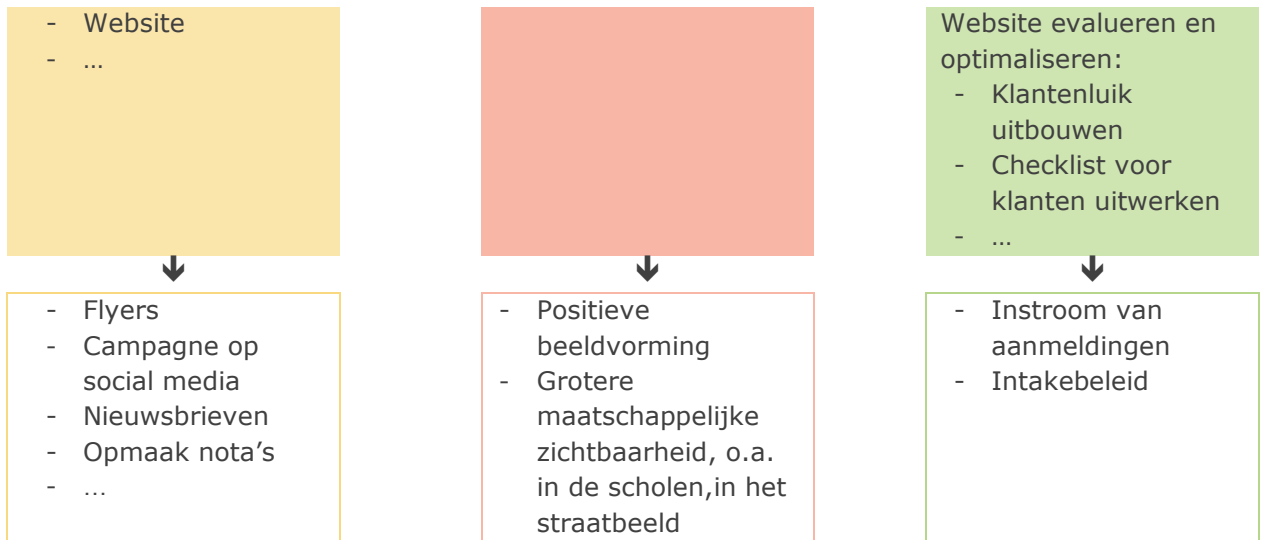 - Website
- …
Website evalueren en
optimaliseren:
- Klantenluik
uitbouwen
- Checklist voor
klanten uitwerken
- …
- Flyers
- Campagne op
social media
- Nieuwsbrieven
- Opmaak nota’s
- …
- Positieve
beeldvorming
- Grotere
maatschappelijke
zichtbaarheid, o.a.
in de scholen,in het
straatbeeld
- Instroom van
aanmeldingen
- Intakebeleid